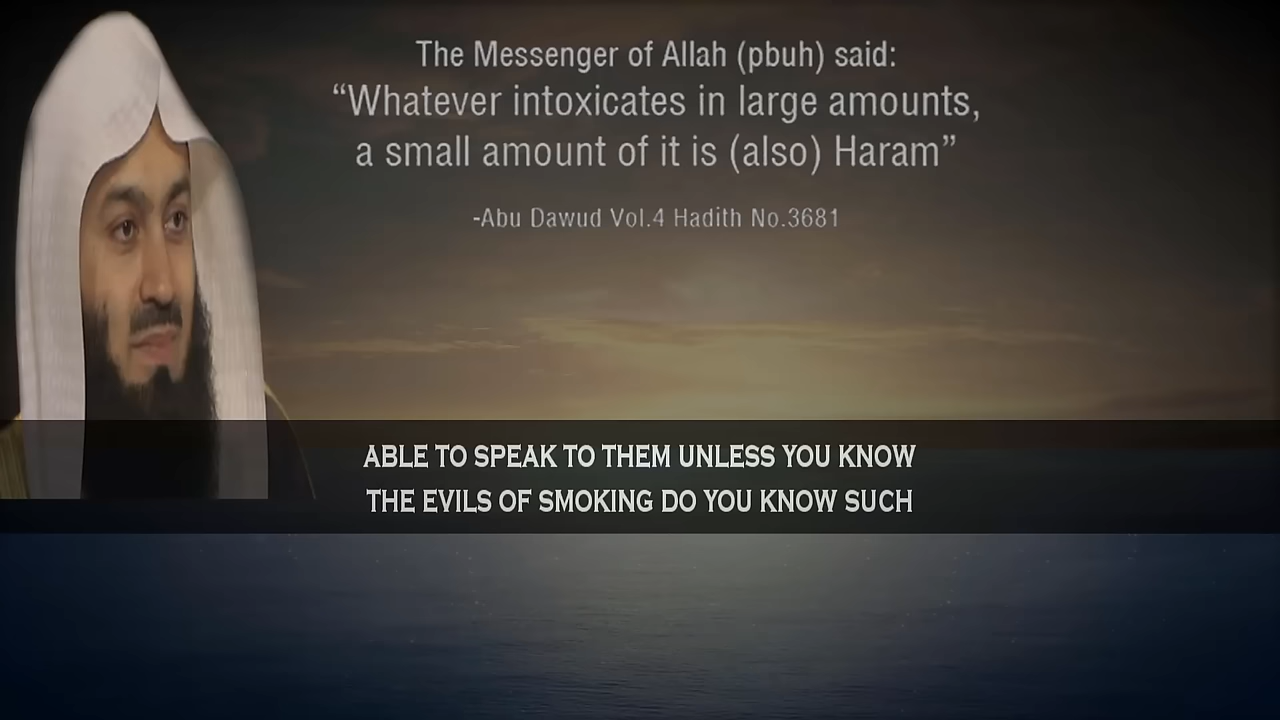 The Messenger of Allah (pbuh) said:
“Whatever intoxicates in large amounts,
a small amount of it is (also) Haram”
-Abu Dawud Vol.4 Hadith No.3681
ABLE TO SPEAK TO THEM UNLESS YOU KNOW
THE EVILS OF SMOKING DO YOU KNOW SUCH